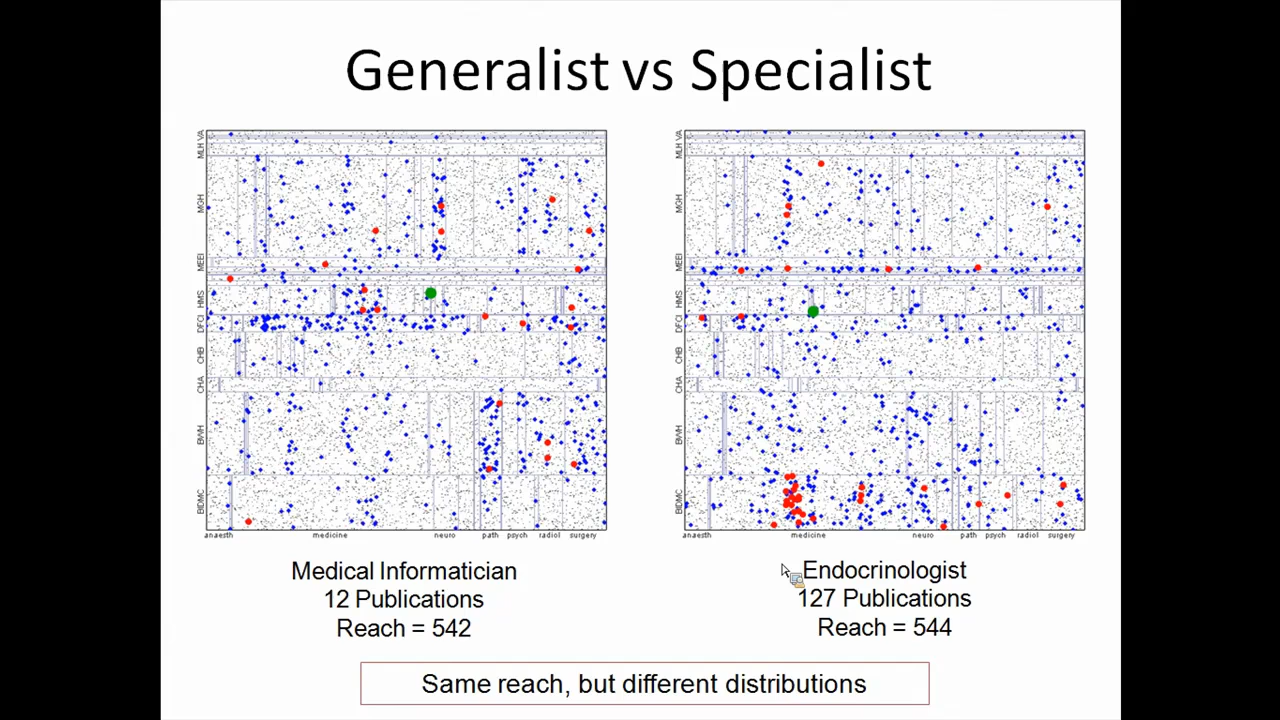 Generalist vs Specialist
MLH VA
MGH
MEEI
HMS
DFCI
CHB
CHA
BWH
BIDMC
anaesth medicine neuro path psych radiol surgery
MLH VA
MGH
MEEI
HMS
DFCI
CHB
CHA
BWH
BIDMC
anaesth medicine neuro path psych radiol surgery
Medical Informatician
12 Publications
Reach = 542
Endocrinologist
127 Publications
Reach = 544
Same reach, but different distributions